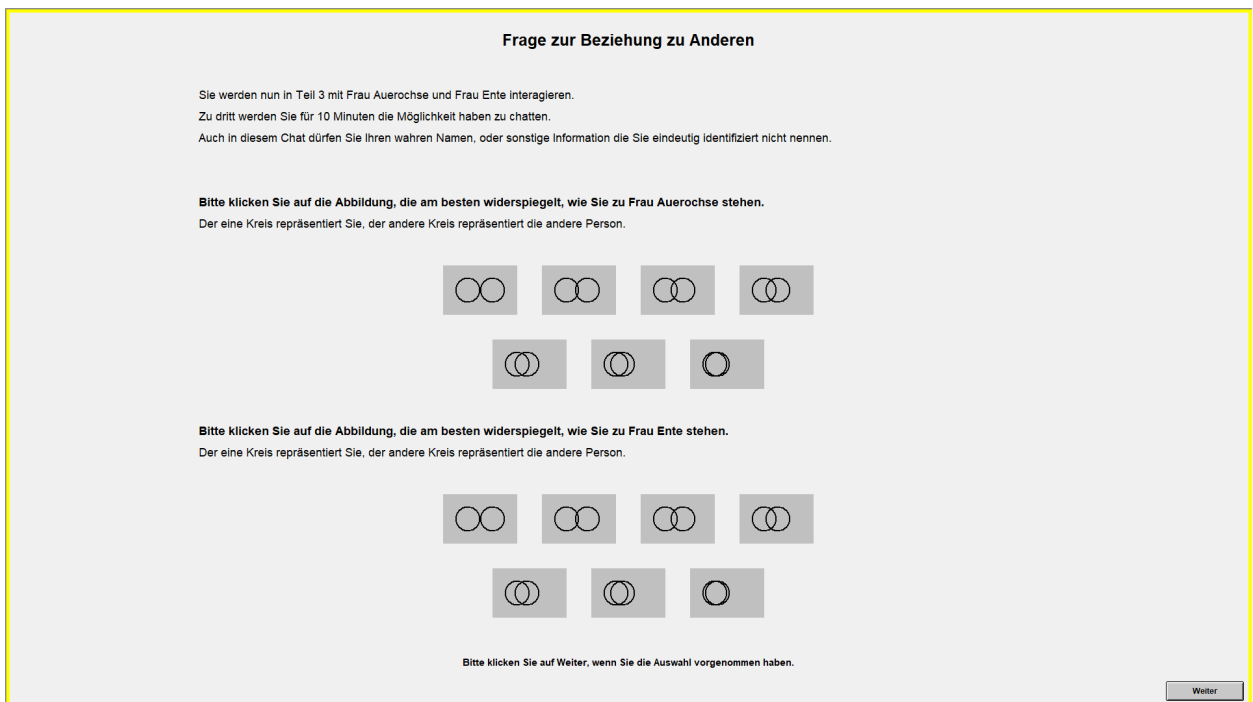 Frage zur Beziehung zu Anderen
Sie werden nun in Teil 3 mit Frau Auerochse und Frau Ente interagieren.
Zu dritt werden Sie für 10 Minuten die Möglichkeit haben zu chatten.
Auch in diesem Chat dürfen Sie Ihren wahren Namen, oder sonstige Information die Sie eindeutig identifiziert nicht nennen.
Bitte klicken Sie auf die Abbildung, die am besten widerspiegelt, wie Sie zu Frau Auerochse stehen.
Der eine Kreis repräsentiert Sie, der andere Kreis repräsentiert die andere Person.
Bitte klicken Sie auf die Abbildung, die am besten widerspiegelt, wie Sie zu Frau Ente stehen.
Der eine Kreis repräsentiert Sie, der andere Kreis repräsentiert die andere Person.
Bitte klicken Sie auf Weiter, wenn Sie die Auswahl vorgenommen haben.
Weiter